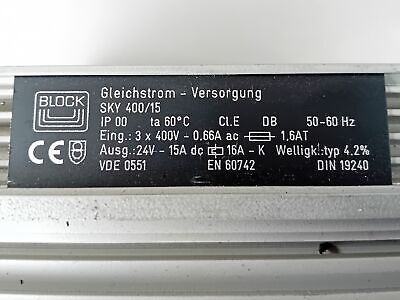 BLOCK
Gleichstrom - Versorgung
SKY 400/15
IP 00 ta 60°C Cl.E DB 50-60 Hz
Eing.: 3 x 400V - 0,66A ac 1,6AT
Ausg.:24V - 15A dc 16A - K Welligk.:typ 4.2%
VDE 0551 EN 60742 DIN 19240
CE